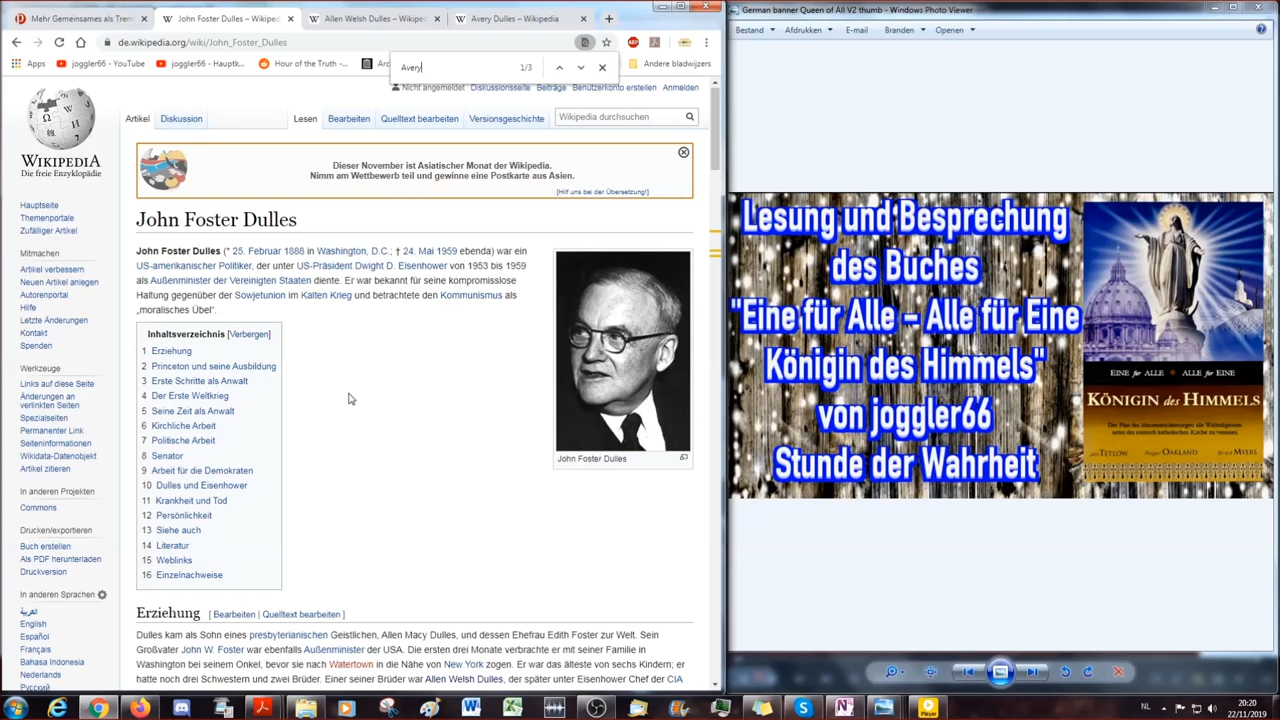 Mehr Gemeinsames als Trenn
John Foster Dulles – Wikipedia
Allen Welsh Dulles – Wikipedia
Avery Dulles – Wikipedia
de.wikipedia.org/wiki/John_Foster_Dulles
Apps
joggler66 - YouTube
joggler66 - Hauptk...
Hour of the Truth (...
Arc
Andere bladwijzers
Avery
1/3
Nicht angemeldet Diskussionsseite Beiträge Benutzerkonto erstellen Anmelden
Artikel Diskussion Lesen Bearbeiten Quelltext bearbeiten Versionsgeschichte
Wikipedia durchsuchen
WIKIPEDIA
Die freie Enzyklopädie
Hauptseite
Themenportale
Zufälliger Artikel
Mitmachen
Artikel verbessern
Neuen Artikel anlegen
Autorenportal
Hilfe
Letzte Änderungen
Kontakt
Spenden
Werkzeuge
Links auf diese Seite
Änderungen an
verlinkten Seiten
Spezialseiten
Permanenter Link
Seiteninformationen
Wikidata-Datenobjekt
Artikel zitieren
In anderen Projekten
Commons
Drucken/exportieren
Buch erstellen
Als PDF herunterladen
Druckversion
In anderen Sprachen
العربية
English
Español
Français
Bahasa Indonesia
Nederlands
Русский
Dieser November ist Asiatischer Monat der Wikipedia.
Nimm am Wettbewerb teil und gewinne eine Postkarte aus Asien.
[Hilf uns bei der Übersetzung!]
John Foster Dulles
John Foster Dulles (* 25. Februar 1888 in Washington, D.C.; † 24. Mai 1959 ebenda) war ein
US-amerikanischer Politiker, der unter US-Präsident Dwight D. Eisenhower von 1953 bis 1959
als Außenminister der Vereinigten Staaten diente. Er war bekannt für seine kompromisslose
Haltung gegenüber der Sowjetunion im Kalten Krieg und betrachtete den Kommunismus als
„moralisches Übel“.
John Foster Dulles
Inhaltsverzeichnis [Verbergen]
1 Erziehung
2 Princeton und seine Ausbildung
3 Erste Schritte als Anwalt
4 Der Erste Weltkrieg
5 Seine Zeit als Anwalt
6 Kirchliche Arbeit
7 Politische Arbeit
8 Senator
9 Arbeit für die Demokraten
10 Dulles und Eisenhower
11 Krankheit und Tod
12 Persönlichkeit
13 Siehe auch
14 Literatur
15 Weblinks
16 Einzelnachweise
Erziehung [ Bearbeiten | Quelltext bearbeiten ]
Dulles kam als Sohn eines presbyterianischen Geistlichen, Allen Macy Dulles, und dessen Ehefrau Edith Foster zur Welt. Sein
Großvater John W. Foster war ebenfalls Außenminister der USA. Die ersten drei Monate verbrachte er mit seiner Familie in
Washington bei seinem Onkel, bevor sie nach Watertown in die Nähe von New York zogen. Er war das älteste von sechs Kindern; er
hatte noch drei Schwestern und zwei Brüder. Einer seiner Brüder war Allen Welsh Dulles, der später unter Eisenhower Chef der CIA
German banner Queen of All V2 thumb - Windows Photo Viewer
Bestand Afdrukken E-mail Branden Openen
Lesung und Besprechung
des Buches
"Eine für Alle – Alle für Eine
Königin des Himmels"
von joggler66
Stunde der Wahrheit
EINE für ALLE ALLE für EINE
KÖNIGIN des HIMMELS
OAKLAND
MYERS
Player
NL
20:20
22/11/2019